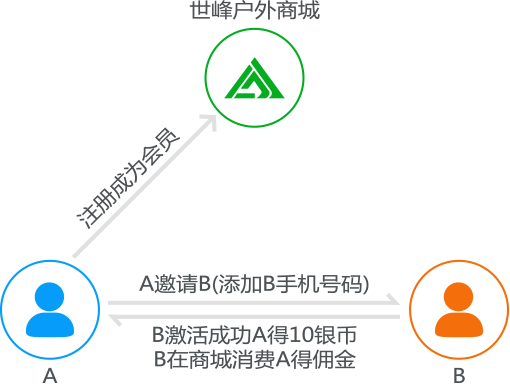 世峰户外商城
注册成为会员
A邀请B(添加B手机号码)
B激活成功A得10银币
B在商城消费A得佣金
A
B